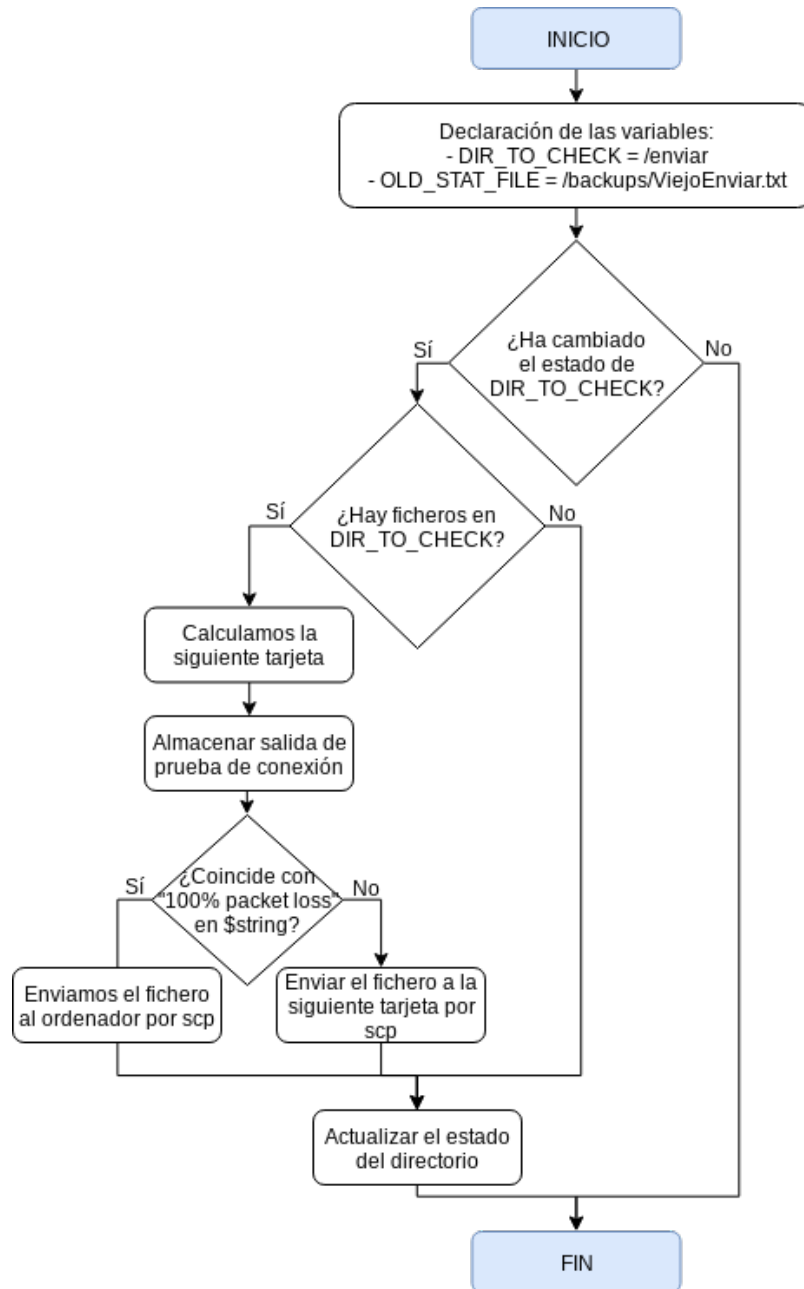 INICIO
Declaración de las variables:
- DIR_TO_CHECK = /enviar
- OLD_STAT_FILE = /backups/ViejoEnviar.txt
¿Ha cambiado
el estado de
DIR_TO_CHECK?
Sí
No
¿Hay ficheros en
DIR_TO_CHECK?
Sí
No
Calculamos la
siguiente tarjeta
Almacenar salida de
prueba de conexión
¿Coincide con
"100% packet loss"
en $string?
Sí
No
Enviamos el fichero
al ordenador por scp
Enviar el fichero a la
siguiente tarjeta por
scp
Actualizar el estado
del directorio
FIN